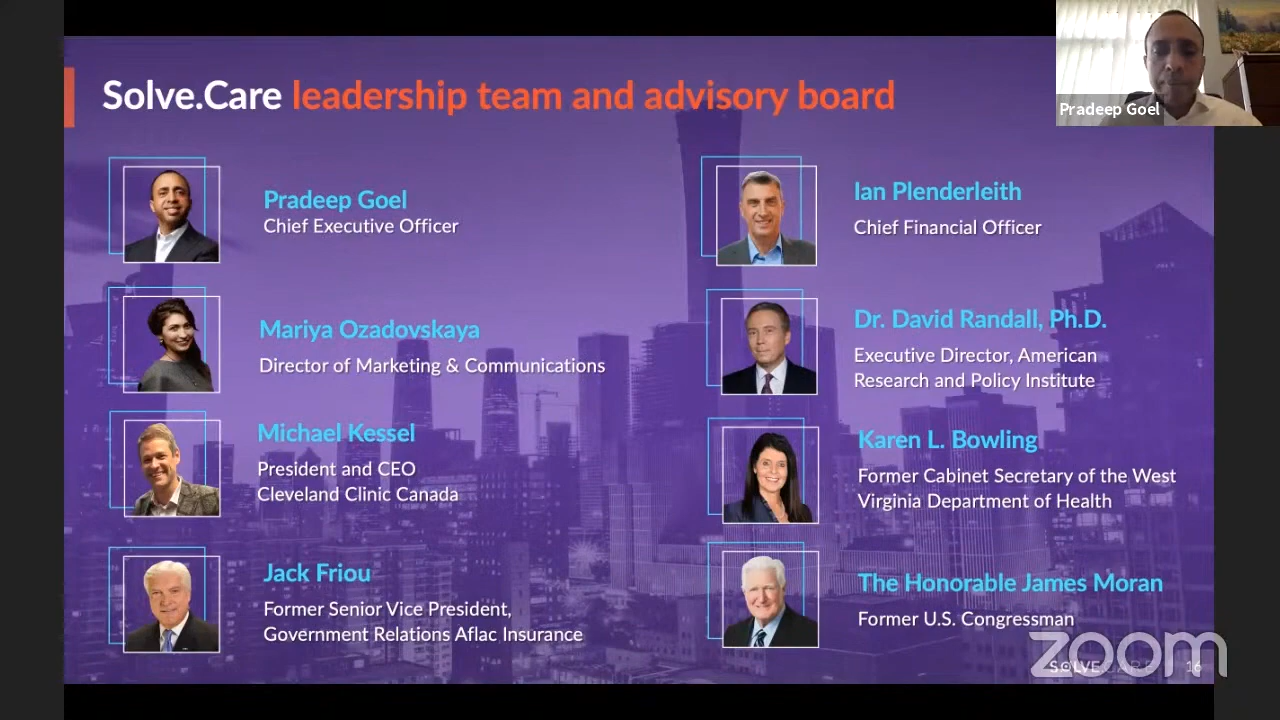 Solve.Care leadership team and advisory board
Pradeep Goel
Pradeep Goel
Chief Executive Officer
Ian Plenderleith
Chief Financial Officer
Mariya Ozadovskaya
Director of Marketing & Communications
Dr. David Randall, Ph.D.
Executive Director, American
Research and Policy Institute
Michael Kessel
President and CEO
Cleveland Clinic Canada
Karen L. Bowling
Former Cabinet Secretary of the West
Virginia Department of Health
Jack Friou
Former Senior Vice President,
Government Relations Aflac Insurance
The Honorable James Moran
Former U.S. Congressman
zoom
SOLVE.CARE
16